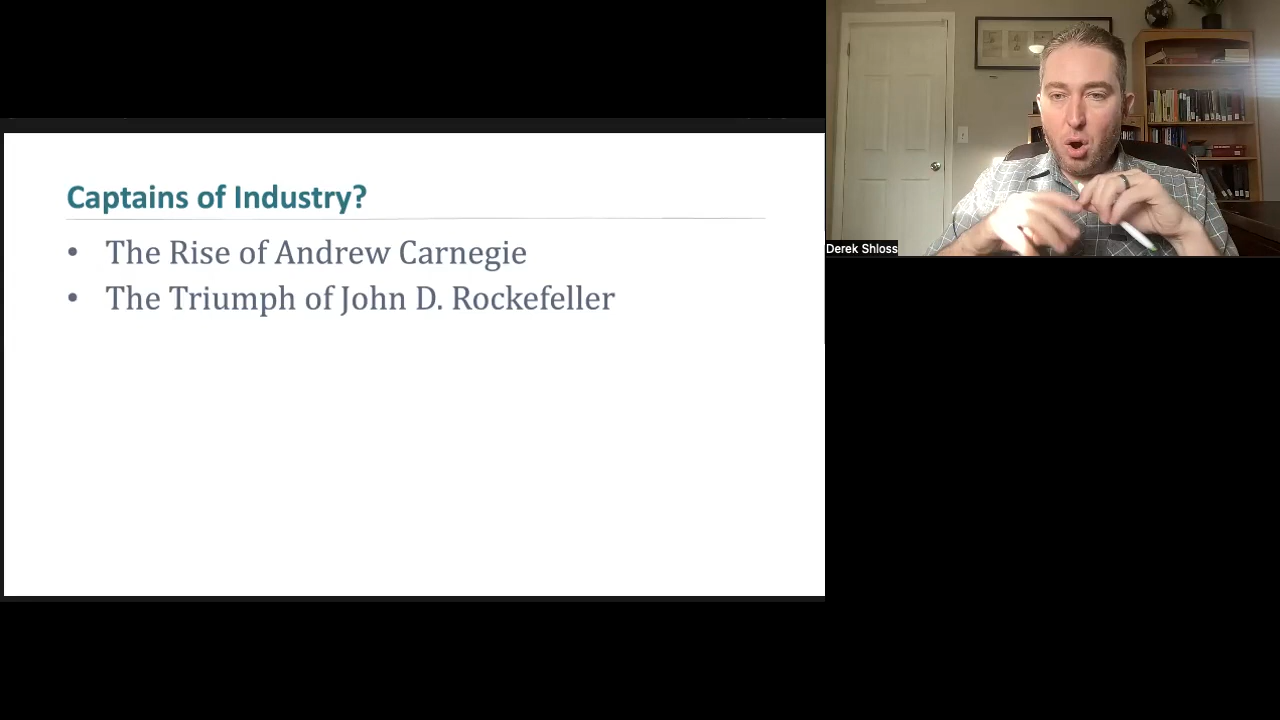 Captains of Industry?
• The Rise of Andrew Carnegie
• The Triumph of John D. Rockefeller
Derek Shloss